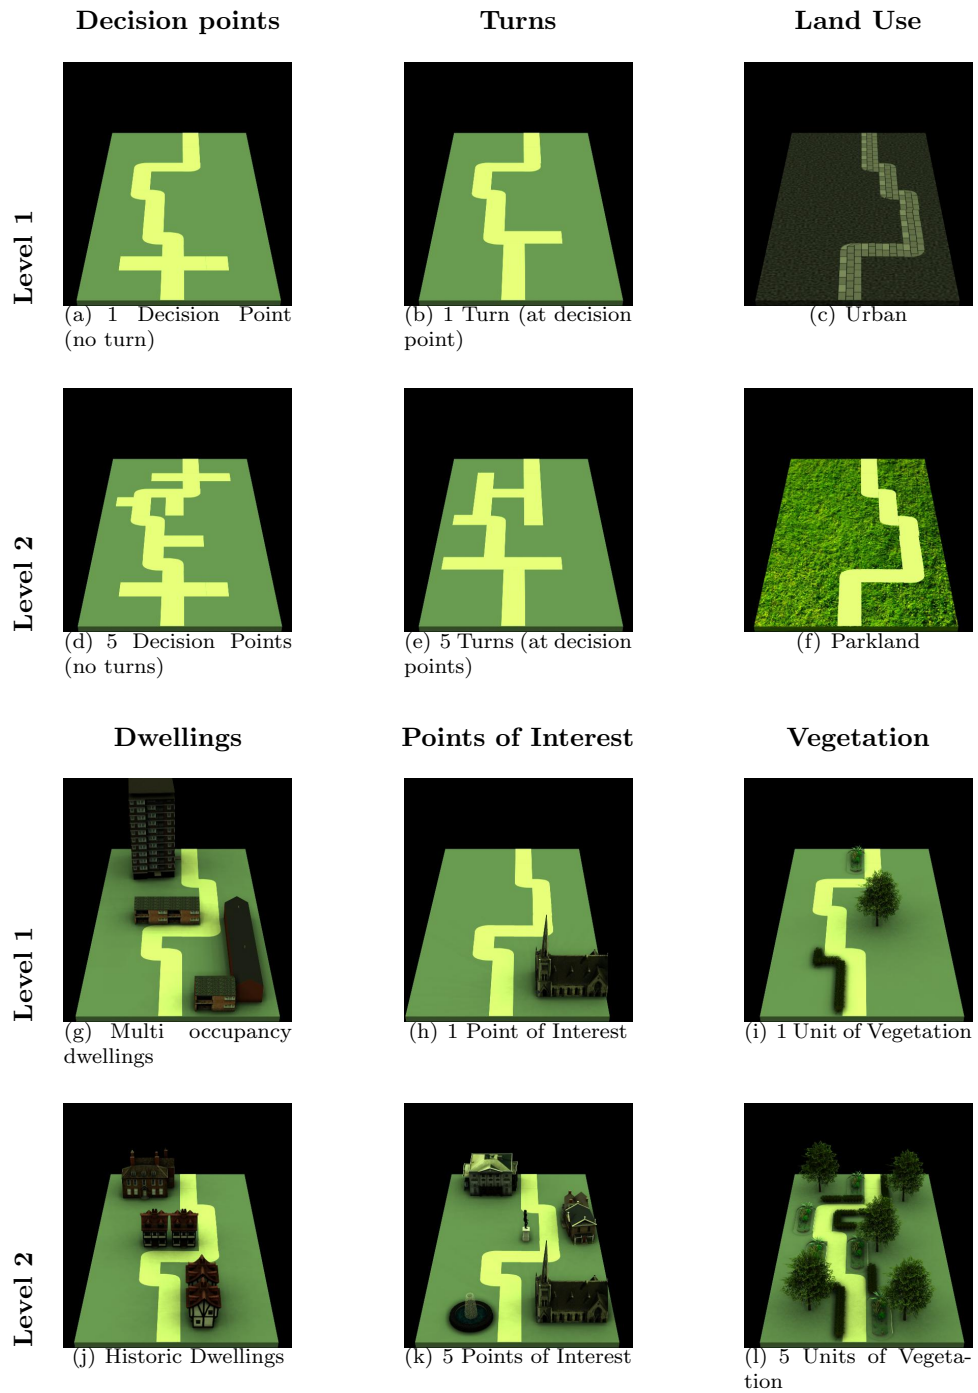 Decision points
Turns
Land Use
Level 1
(a) 1 Decision Point
(no turn)
(b) 1 Turn (at decision
point)
(c) Urban
Level 2
(d) 5 Decision Points
(no turns)
(e) 5 Turns (at decision
points)
(f) Parkland
Dwellings
Points of Interest
Vegetation
Level 1
(g) Multi occupancy
dwellings
(h) 1 Point of Interest
(i) 1 Unit of Vegetation
Level 2
(j) Historic Dwellings
(k) 5 Points of Interest
(l) 5 Units of Vegeta-
tion